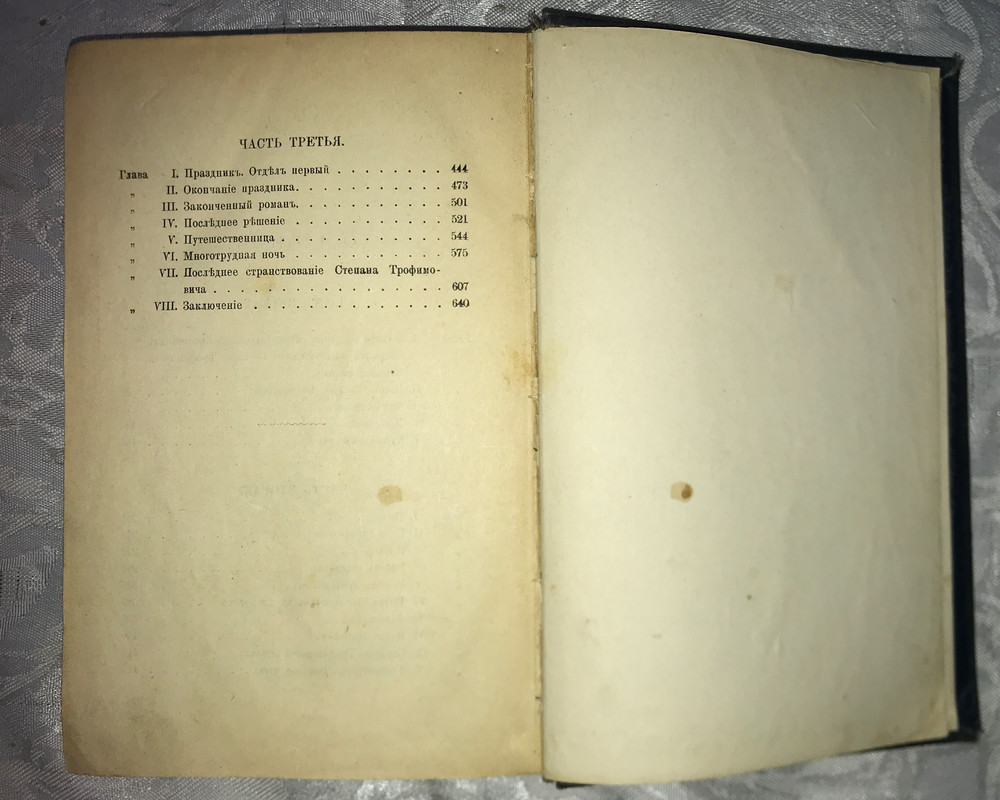 ЧАСТЬ ТРЕТЬЯ.
Глава I. Праздникъ. Отдѣлъ первый . . . . . . . . 444
„ II. Окончаніе праздника. . . . . . . . . . 473
„ III. Законченный романъ. . . . . . . . . . 501
„ IV. Послѣднее рѣшеніе . . . . . . . . . . 521
„ V. Путешественница . . . . . . . . . . . 544
„ VI. Многотрудная ночь . . . . . . . . . . 575
„ VII. Послѣднее странствованіе Степана Трофимо-
вича . . . . . . . . . . . . . . . . 607
„ VIII. Заключеніе . . . . . . . . . . . . . 640